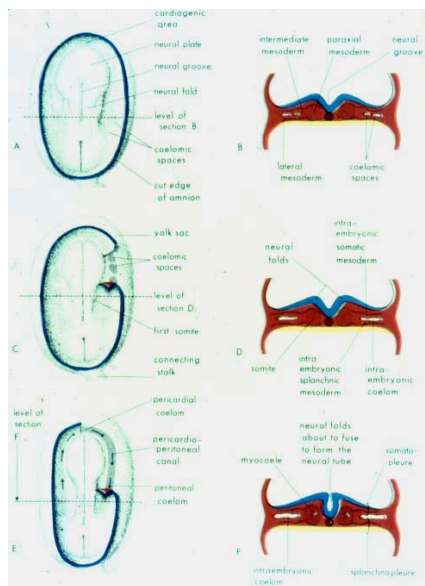 cardiogenic
area
neural plate
neural groove
neural fold
level of
section B.
coelomic
spaces
cut edge
of amnion
A
intermediate
mesoderm
paraxial
mesoderm
neural
groove
lateral
mesoderm
coelomic
spaces
B
yolk sac
coelomic
spaces
level of
section D.
first somite
connecting
stalk
C
neural
folds
intra-
embryonic
somatic
mesoderm
somite
intra
embryonic
splanchnic
mesoderm
intra-
embryonic
coelom
D
level of
section
F.
pericardial
coelom
pericardio-
peritoneal
canal
peritoneal
coelom
E
neural folds
about to fuse
to form the
neural tube
myocoele
somato-
pleure
intraembryonic
coelom
splanchnopleure
F